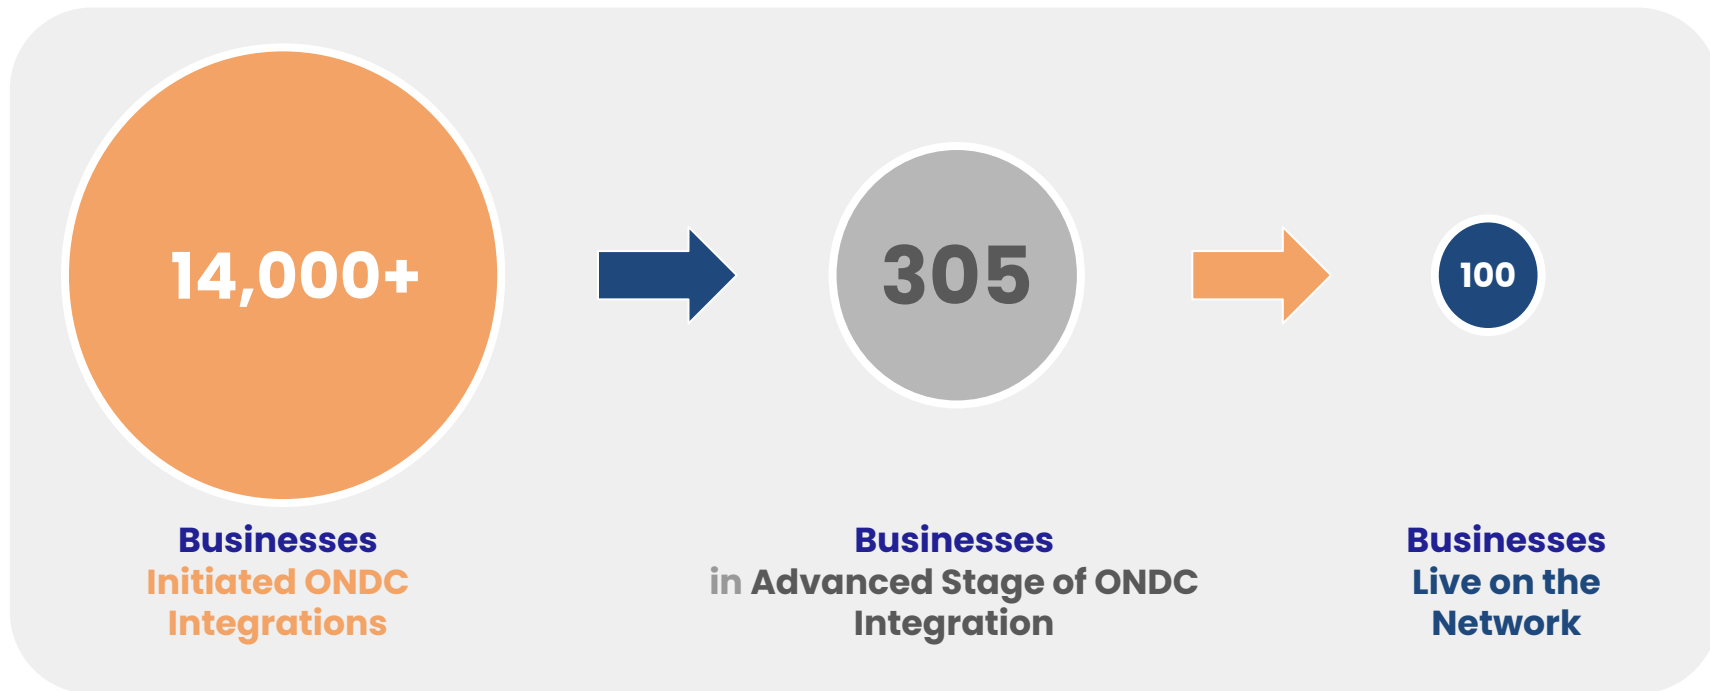 14,000+
305
100
Businesses
Initiated ONDC
Integrations
Businesses
in Advanced Stage of ONDC
Integration
Businesses
Live on the
Network